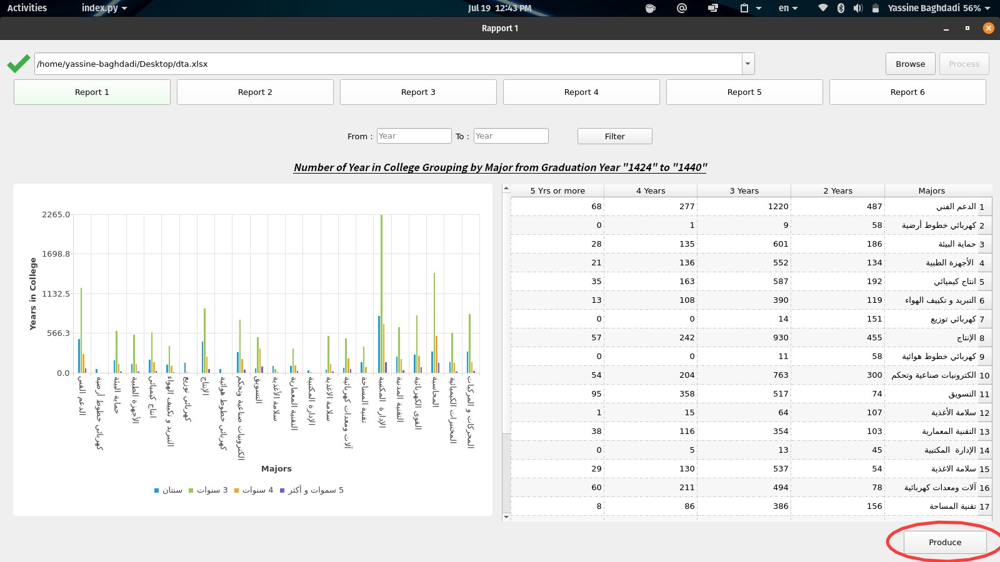 Activities index.py Jul 19 12:43 PM en Yassine Baghdadi 56%
Rapport 1
/home/yassine-baghdadi/Desktop/dta.xlsx Browse Process
Report 1 Report 2 Report 3 Report 4 Report 5 Report 6
From : Year To : Year Filter
Number of Year in College Grouping by Major from Graduation Year "1424" to "1440"
2265.0
1698.8
1132.5
566.3
0.0
Years in College
الدعم الفني
كهربائي خطوط أرضية
حماية البيئة
الأجهزة الطبية
انتاج كيميائي
التبريد و تكييف الهواء
كهربائي توزيع
الإنتاج
كهربائي خطوط هوائية
الكترونيات صناعية وتحكم
التسويق
سلامة الأغذية
التقنية المعمارية
الإدارة المكتبية
سلامة الاغذية
آلات ومعدات كهربائية
تقنية المساحة
الإدارة المكتبية
التقنية المدنية
القوى الكهربائية
المحاسبة
المختبرات الكيميائية
المحركات و المركبات
Majors
سنتان 3 سنوات 4 سنوات 5 سموات و أكثر
5 Yrs or more 4 Years 3 Years 2 Years Majors
68 277 1220 487 الدعم الفني 1
0 1 9 58 كهربائي خطوط أرضية 2
28 135 601 186 حماية البيئة 3
21 136 552 134 الأجهزة الطبية 4
35 163 587 192 انتاج كيميائي 5
13 108 390 119 التبريد و تكييف الهواء 6
0 0 14 151 كهربائي توزيع 7
57 242 930 455 الإنتاج 8
0 0 11 58 كهربائي خطوط هوائية 9
54 204 763 300 الكترونيات صناعية وتحكم 10
95 358 517 74 التسويق 11
1 15 64 107 سلامة الأغذية 12
38 116 354 103 التقنية المعمارية 13
0 5 13 45 الإدارة المكتبية 14
29 130 537 54 سلامة الاغذية 15
60 211 494 78 آلات ومعدات كهربائية 16
8 86 386 156 تقنية المساحة 17
Produce